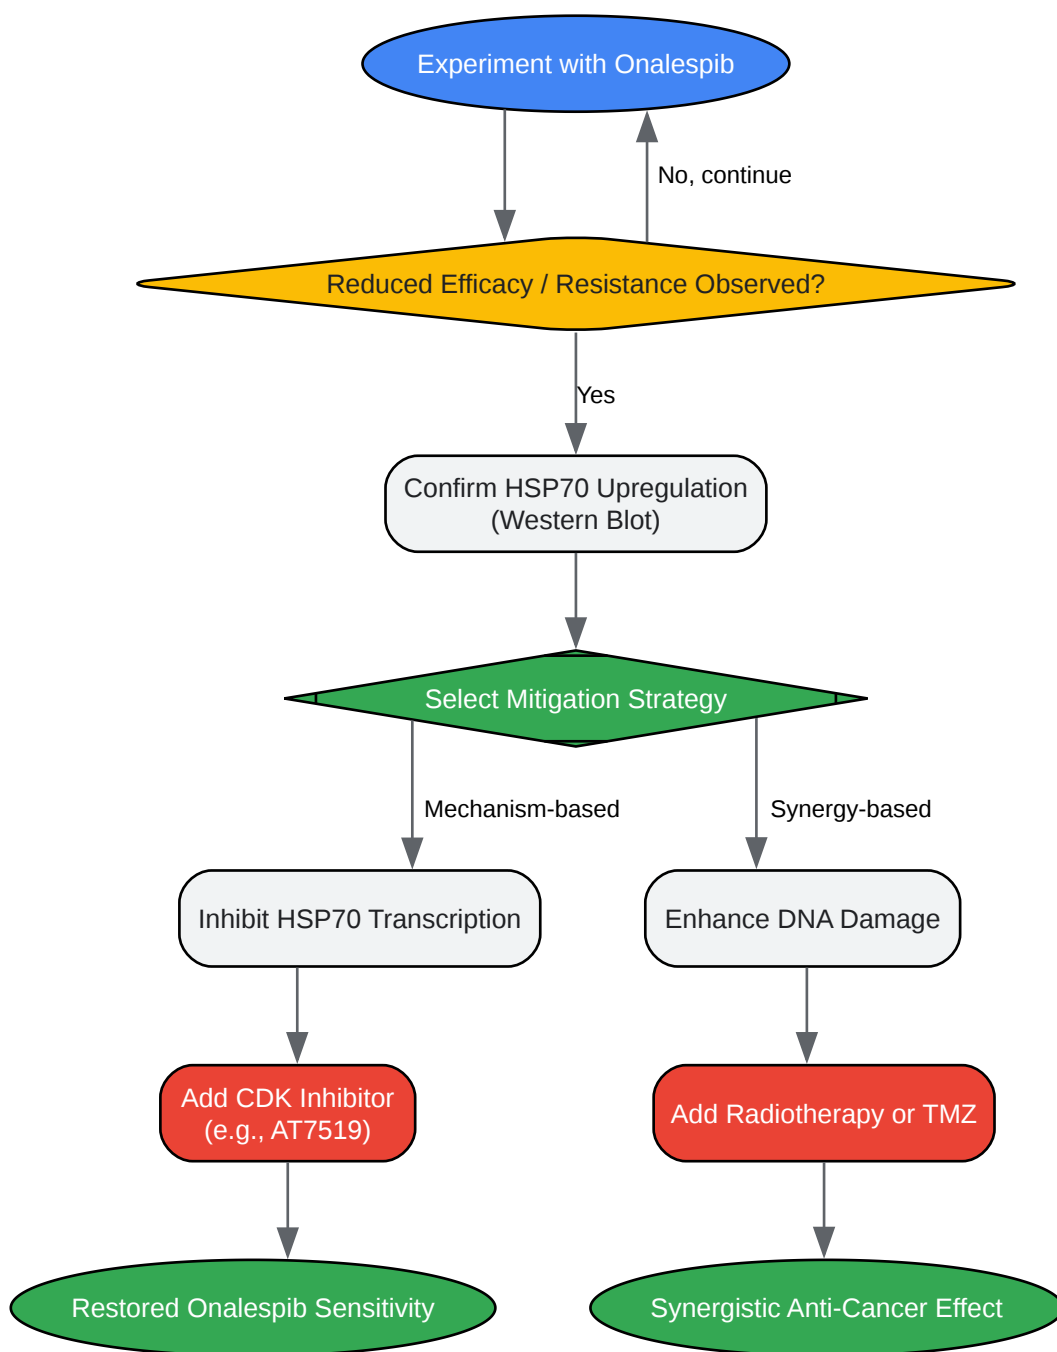 Experiment with Onalespib
No, continue
Reduced Efficacy / Resistance Observed?
Yes
Confirm HSP70 Upregulation
(Western Blot)
Select Mitigation Strategy
Mechanism-based
Synergy-based
Inhibit HSP70 Transcription
Enhance DNA Damage
Add CDK Inhibitor
(e.g., AT7519)
Add Radiotherapy or TMZ
Restored Onalespib Sensitivity
Synergistic Anti-Cancer Effect